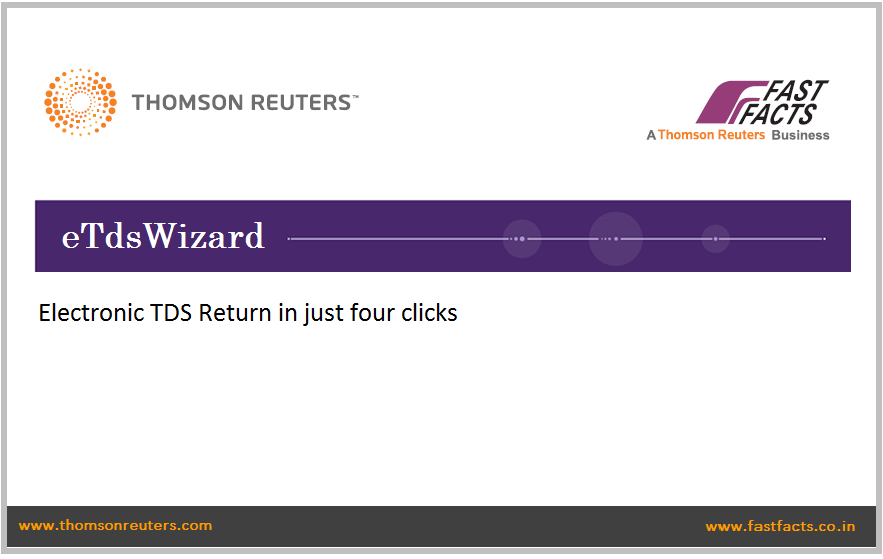 THOMSON REUTERS™
FAST
FACTS
A Thomson Reuters Business
eTdsWizard
Electronic TDS Return in just four clicks
www.thomsonreuters.com
www.fastfacts.co.in